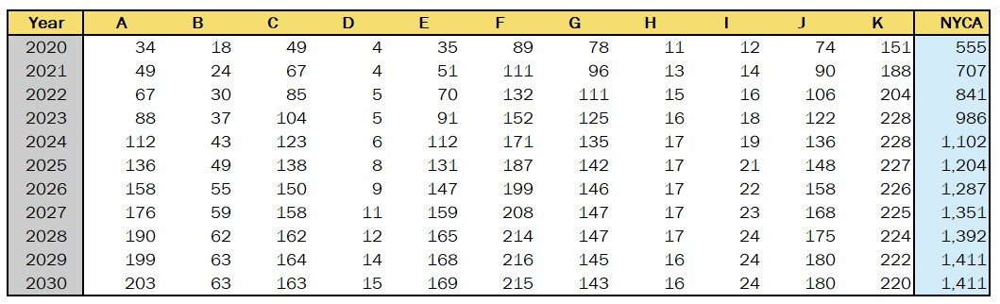 Year A B C D E F G H I J K NYCA
2020 34 18 49 4 35 89 78 11 12 74 151 555
2021 49 24 67 4 51 111 96 13 14 90 188 707
2022 67 30 85 5 70 132 111 15 16 106 204 841
2023 88 37 104 5 91 152 125 16 18 122 228 986
2024 112 43 123 6 112 171 135 17 19 136 228 1,102
2025 136 49 138 8 131 187 142 17 21 148 227 1,204
2026 158 55 150 9 147 199 146 17 22 158 226 1,287
2027 176 59 158 11 159 208 147 17 23 168 225 1,351
2028 190 62 162 12 165 214 147 17 24 175 224 1,392
2029 199 63 164 14 168 216 145 16 24 180 222 1,411
2030 203 63 163 15 169 215 143 16 24 180 220 1,411